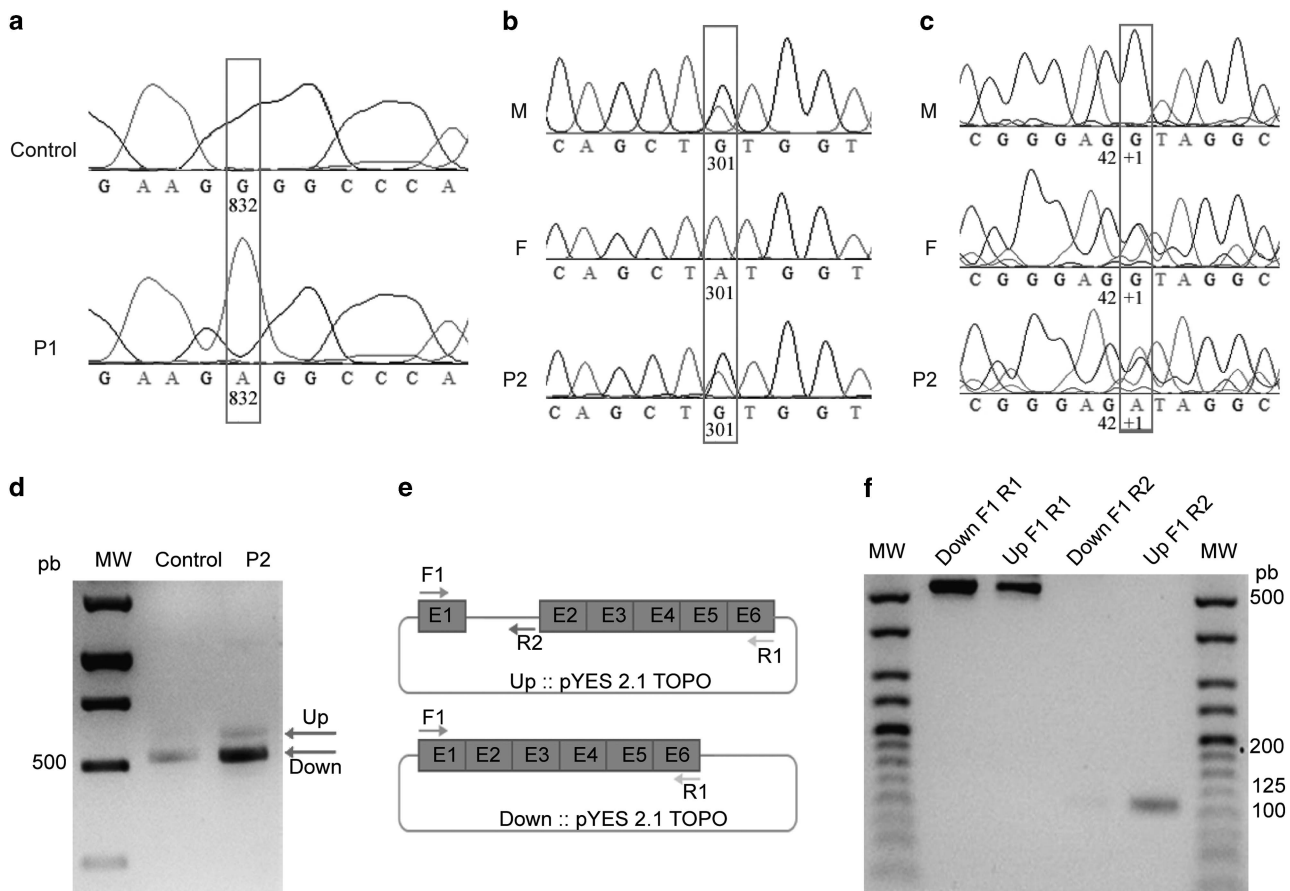 a
Control
G A A G G G G C C C A
832
P1
G A A G A G G C C C A
832
b
M
C A G C T G T G G T
301
F
C A G C T A T G G T
301
P2
C A G C T G T G G T
301
c
M
C G G G A G G T A G G C
42 +1
F
C G G G A G G T A G G C
42 +1
P2
C G G G A G A T A G G C
42 +1
d
pb MW Control P2
Up
500
Down
e
F1
E1 E2 E3 E4 E5 E6
R2 R1
Up :: pYES 2.1 TOPO
F1
E1 E2 E3 E4 E5 E6
R1
Down :: pYES 2.1 TOPO
f
MW Down F1 R1 Up F1 R1 Down F1 R2 Up F1 R2 MW
pb
500
200
125
100